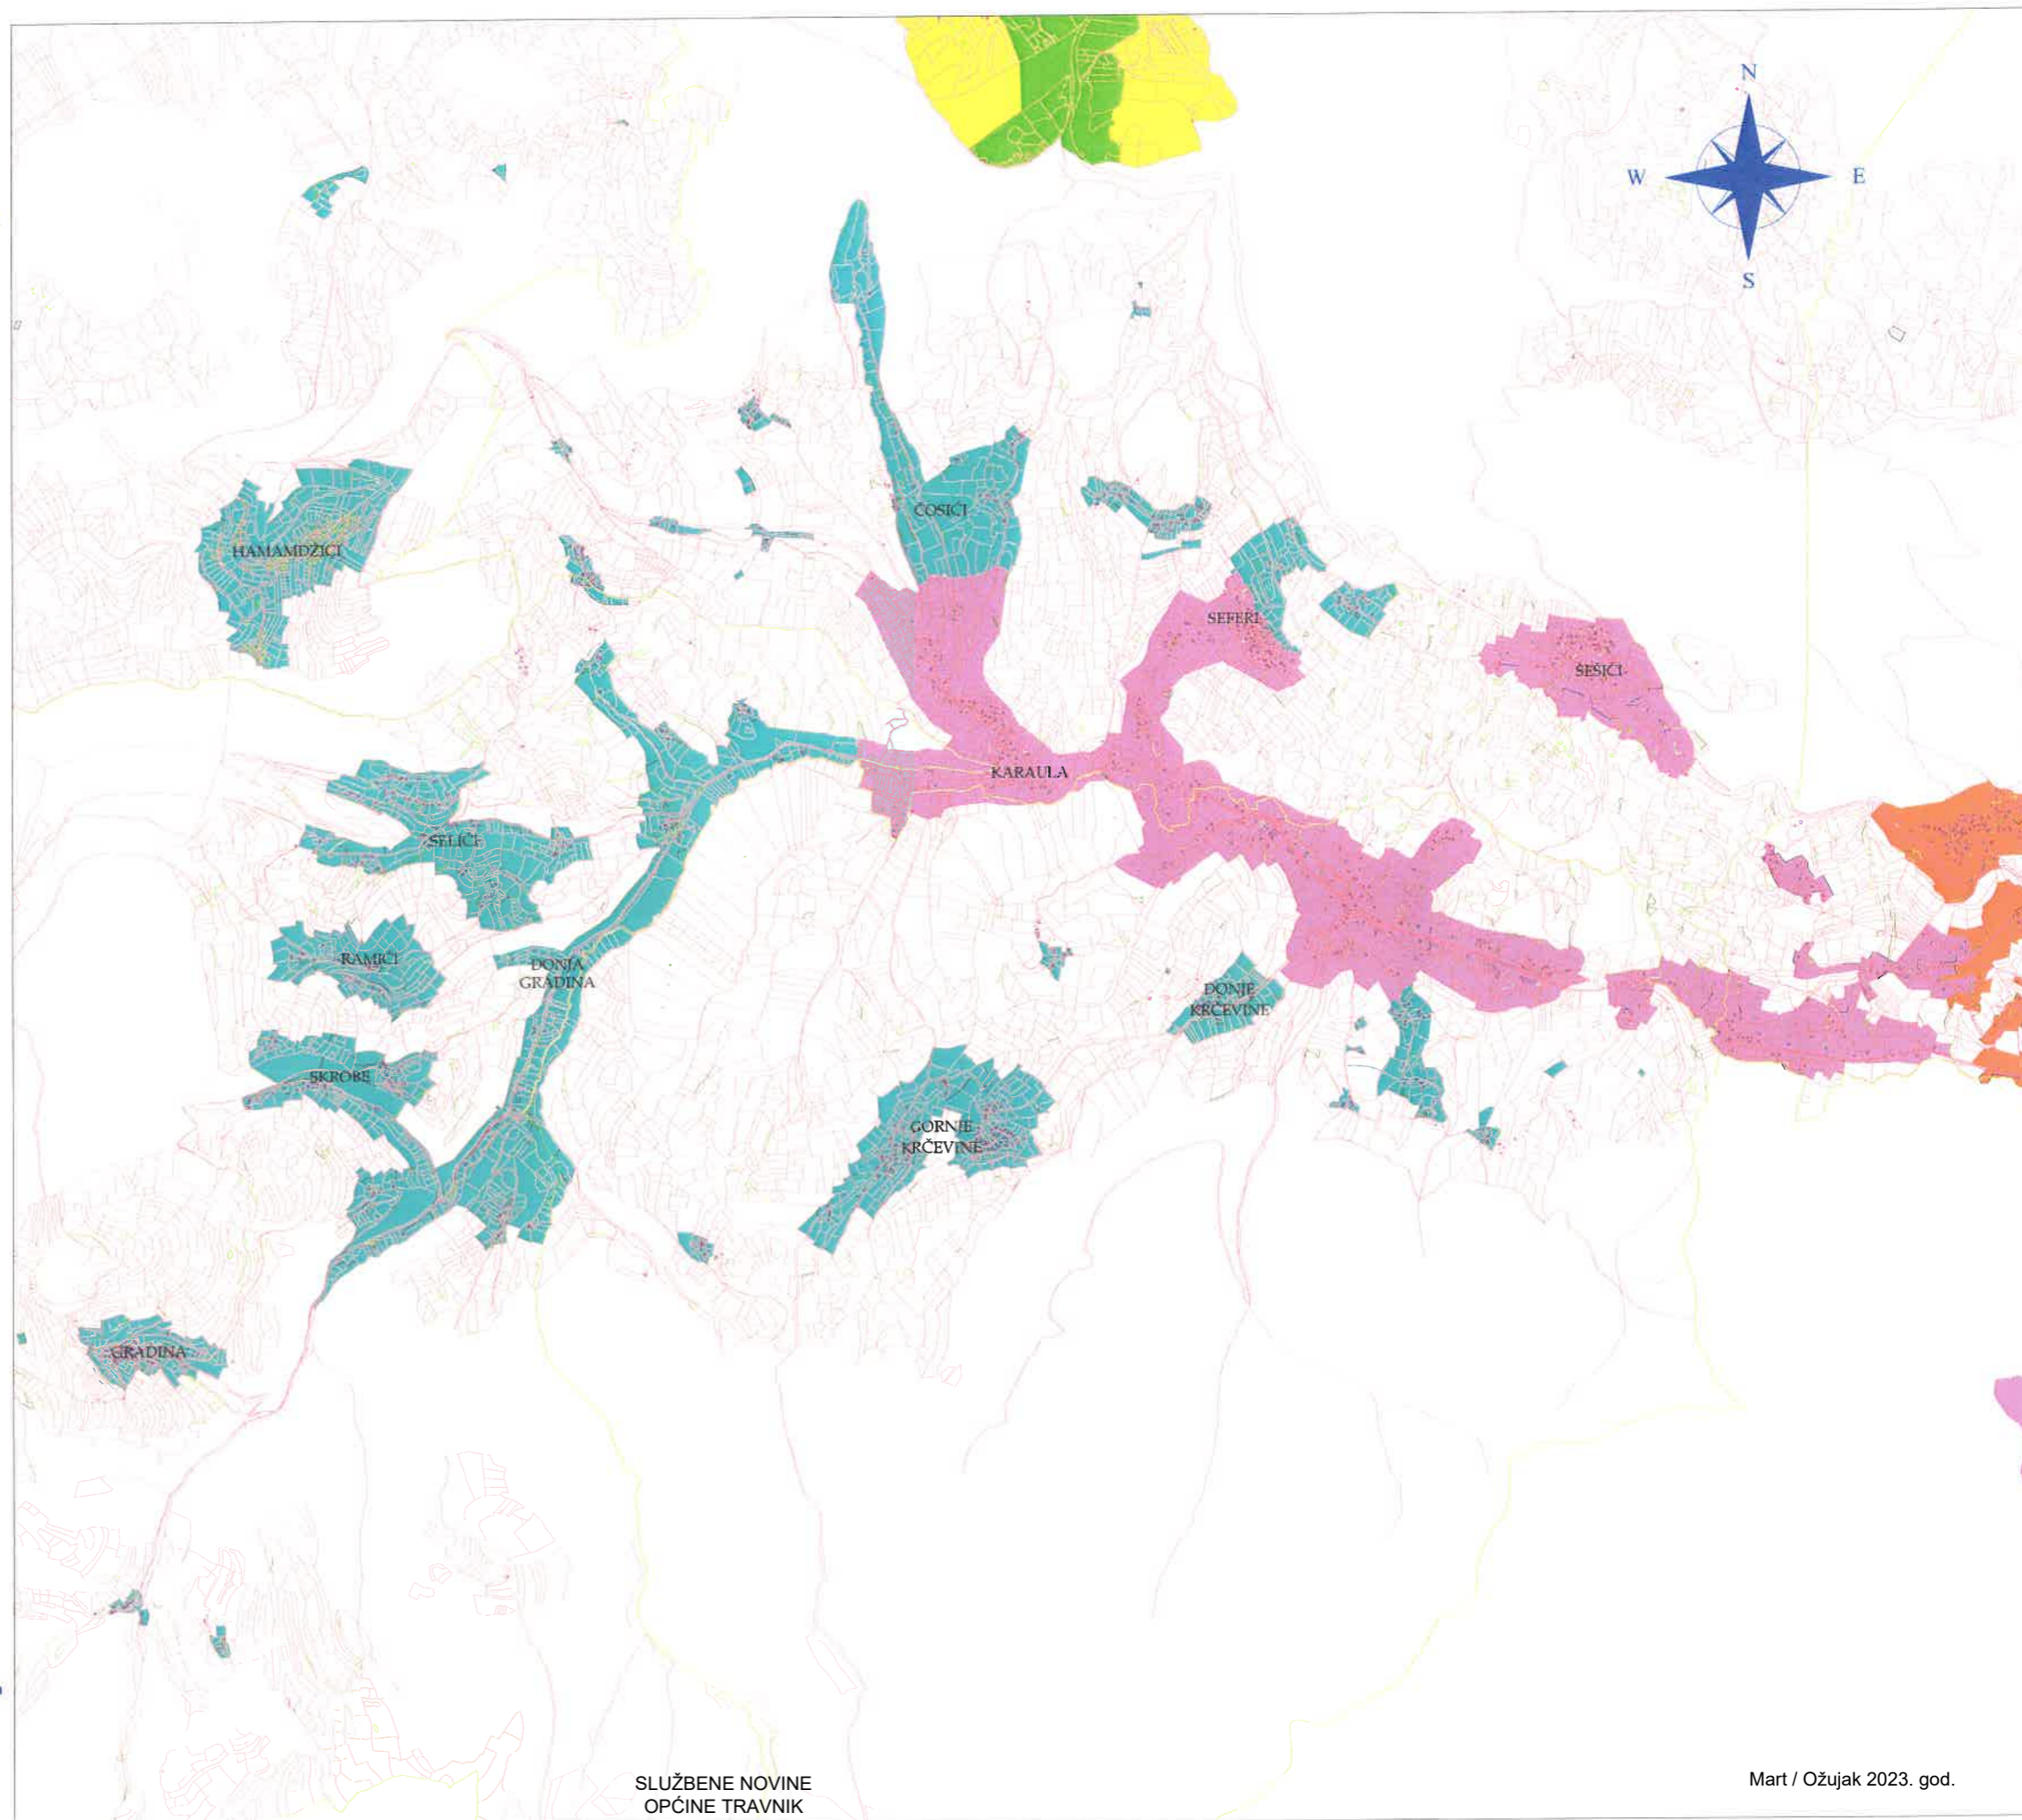 N
W E
S
ĆOSIĆI
HAMAMDŽIĆI
SEFERI
ŠEŠIĆI
KARAULA
SELIĆI
RAMIĆI
DONJA
GRADINA
DONJE
KRČEVINE
SKROBE
GORNJE
KRČEVINE
GRADINA
SLUŽBENE NOVINE
OPĆINE TRAVNIK
Mart / Ožujak 2023. god.